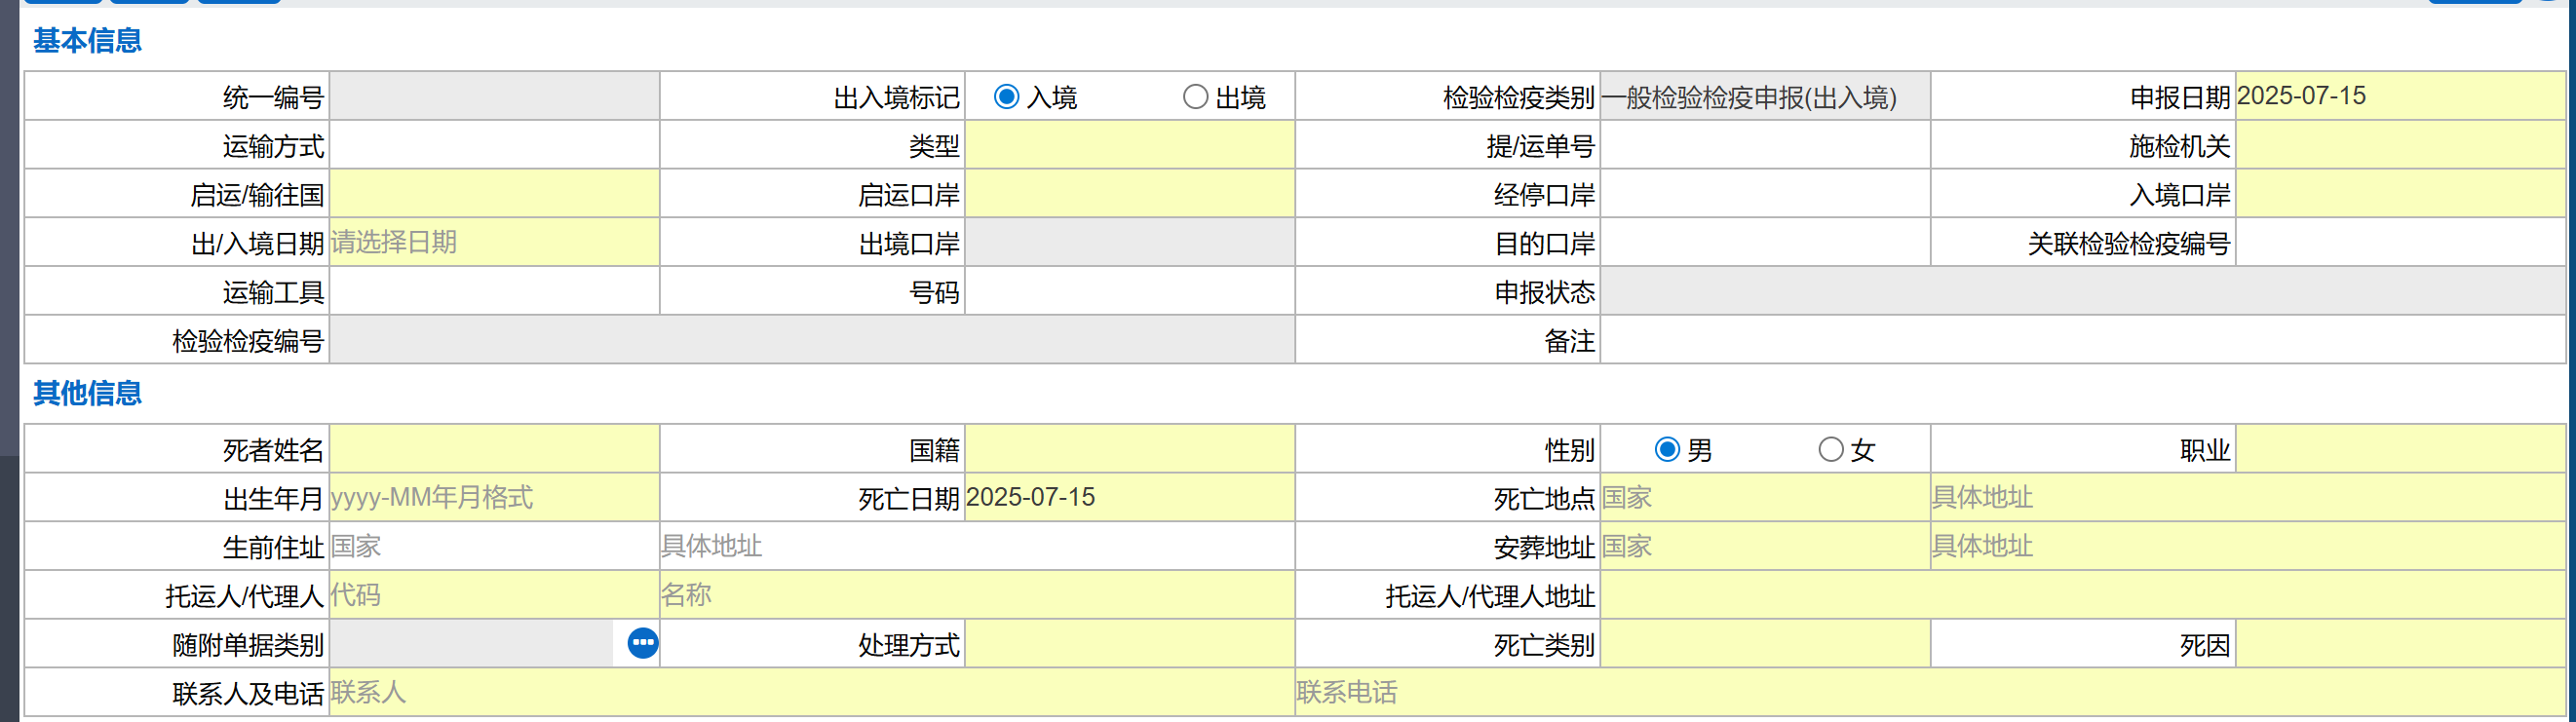 基本信息
统一编号 出入境标记 入境 出境 检验检疫类别 一般检验检疫申报(出入境) 申报日期 2025-07-15
运输方式 类型 提/运单号 施检机关
启运/输往国 启运口岸 经停口岸 入境口岸
出/入境日期 请选择日期 出境口岸 目的口岸 关联检验检疫编号
运输工具 号码 申报状态
检验检疫编号 备注
其他信息
死者姓名 国籍 性别 男 女 职业
出生年月 yyyy-MM年月格式 死亡日期 2025-07-15 死亡地点 国家 具体地址
生前住址 国家 具体地址 安葬地址 国家 具体地址
托运人/代理人 代码 名称 托运人/代理人地址
随附单据类别 处理方式 死亡类别 死因
联系人及电话 联系人 联系电话